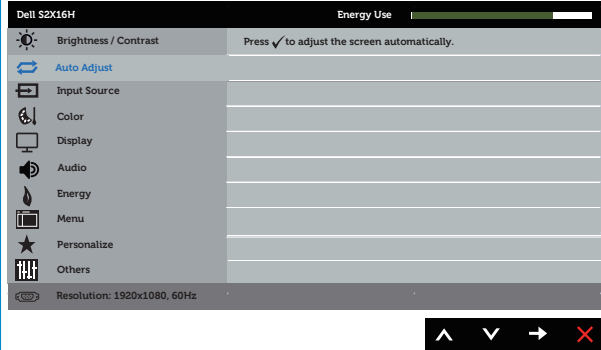 Dell S2X16H Energy Use
Brightness / Contrast Press ✓ to adjust the screen automatically.
Auto Adjust
Input Source
Color
Display
Audio
Energy
Menu
Personalize
Others
Resolution: 1920x1080, 60Hz